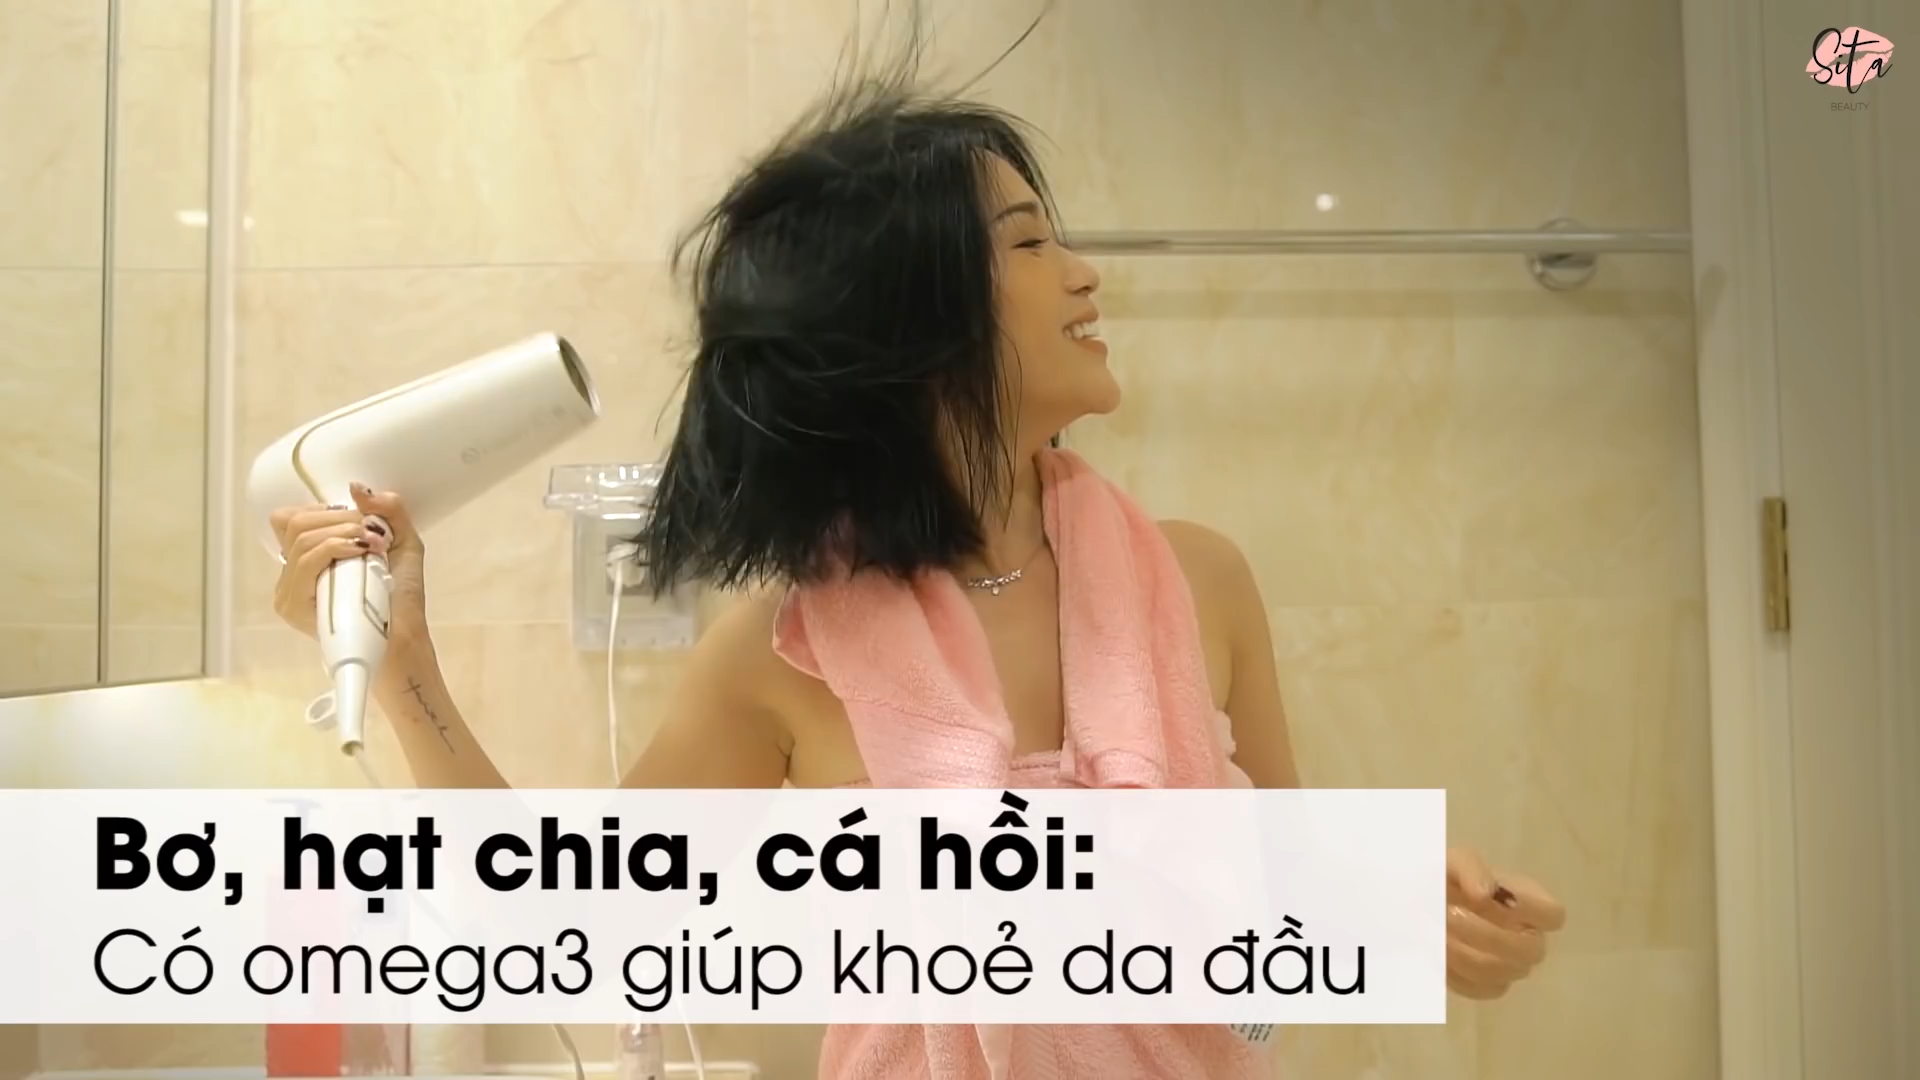 Sita
BEAUTY
Bơ, hạt chia, cá hồi:
Có omega3 giúp khoẻ da đầu